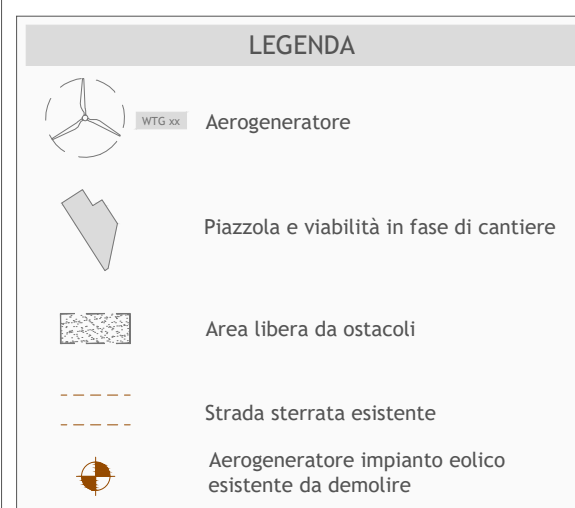 LEGENDA
WTG xx Aerogeneratore
Piazzola e viabilità in fase di cantiere
Area libera da ostacoli
Strada sterrata esistente
Aerogeneratore impianto eolico
esistente da demolire